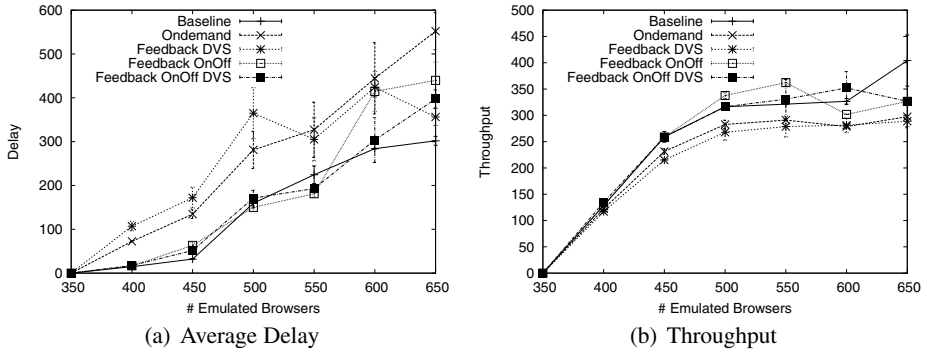 600
500
400
300
200
100
0
Delay
Baseline
Ondemand
Feedback DVS
Feedback OnOff
Feedback OnOff DVS
350 400 450 500 550 600 650
# Emulated Browsers
(a) Average Delay
500
450
400
350
300
250
200
150
100
50
0
Throughput
Baseline
Ondemand
Feedback DVS
Feedback OnOff
Feedback OnOff DVS
350 400 450 500 550 600 650
# Emulated Browsers
(b) Throughput